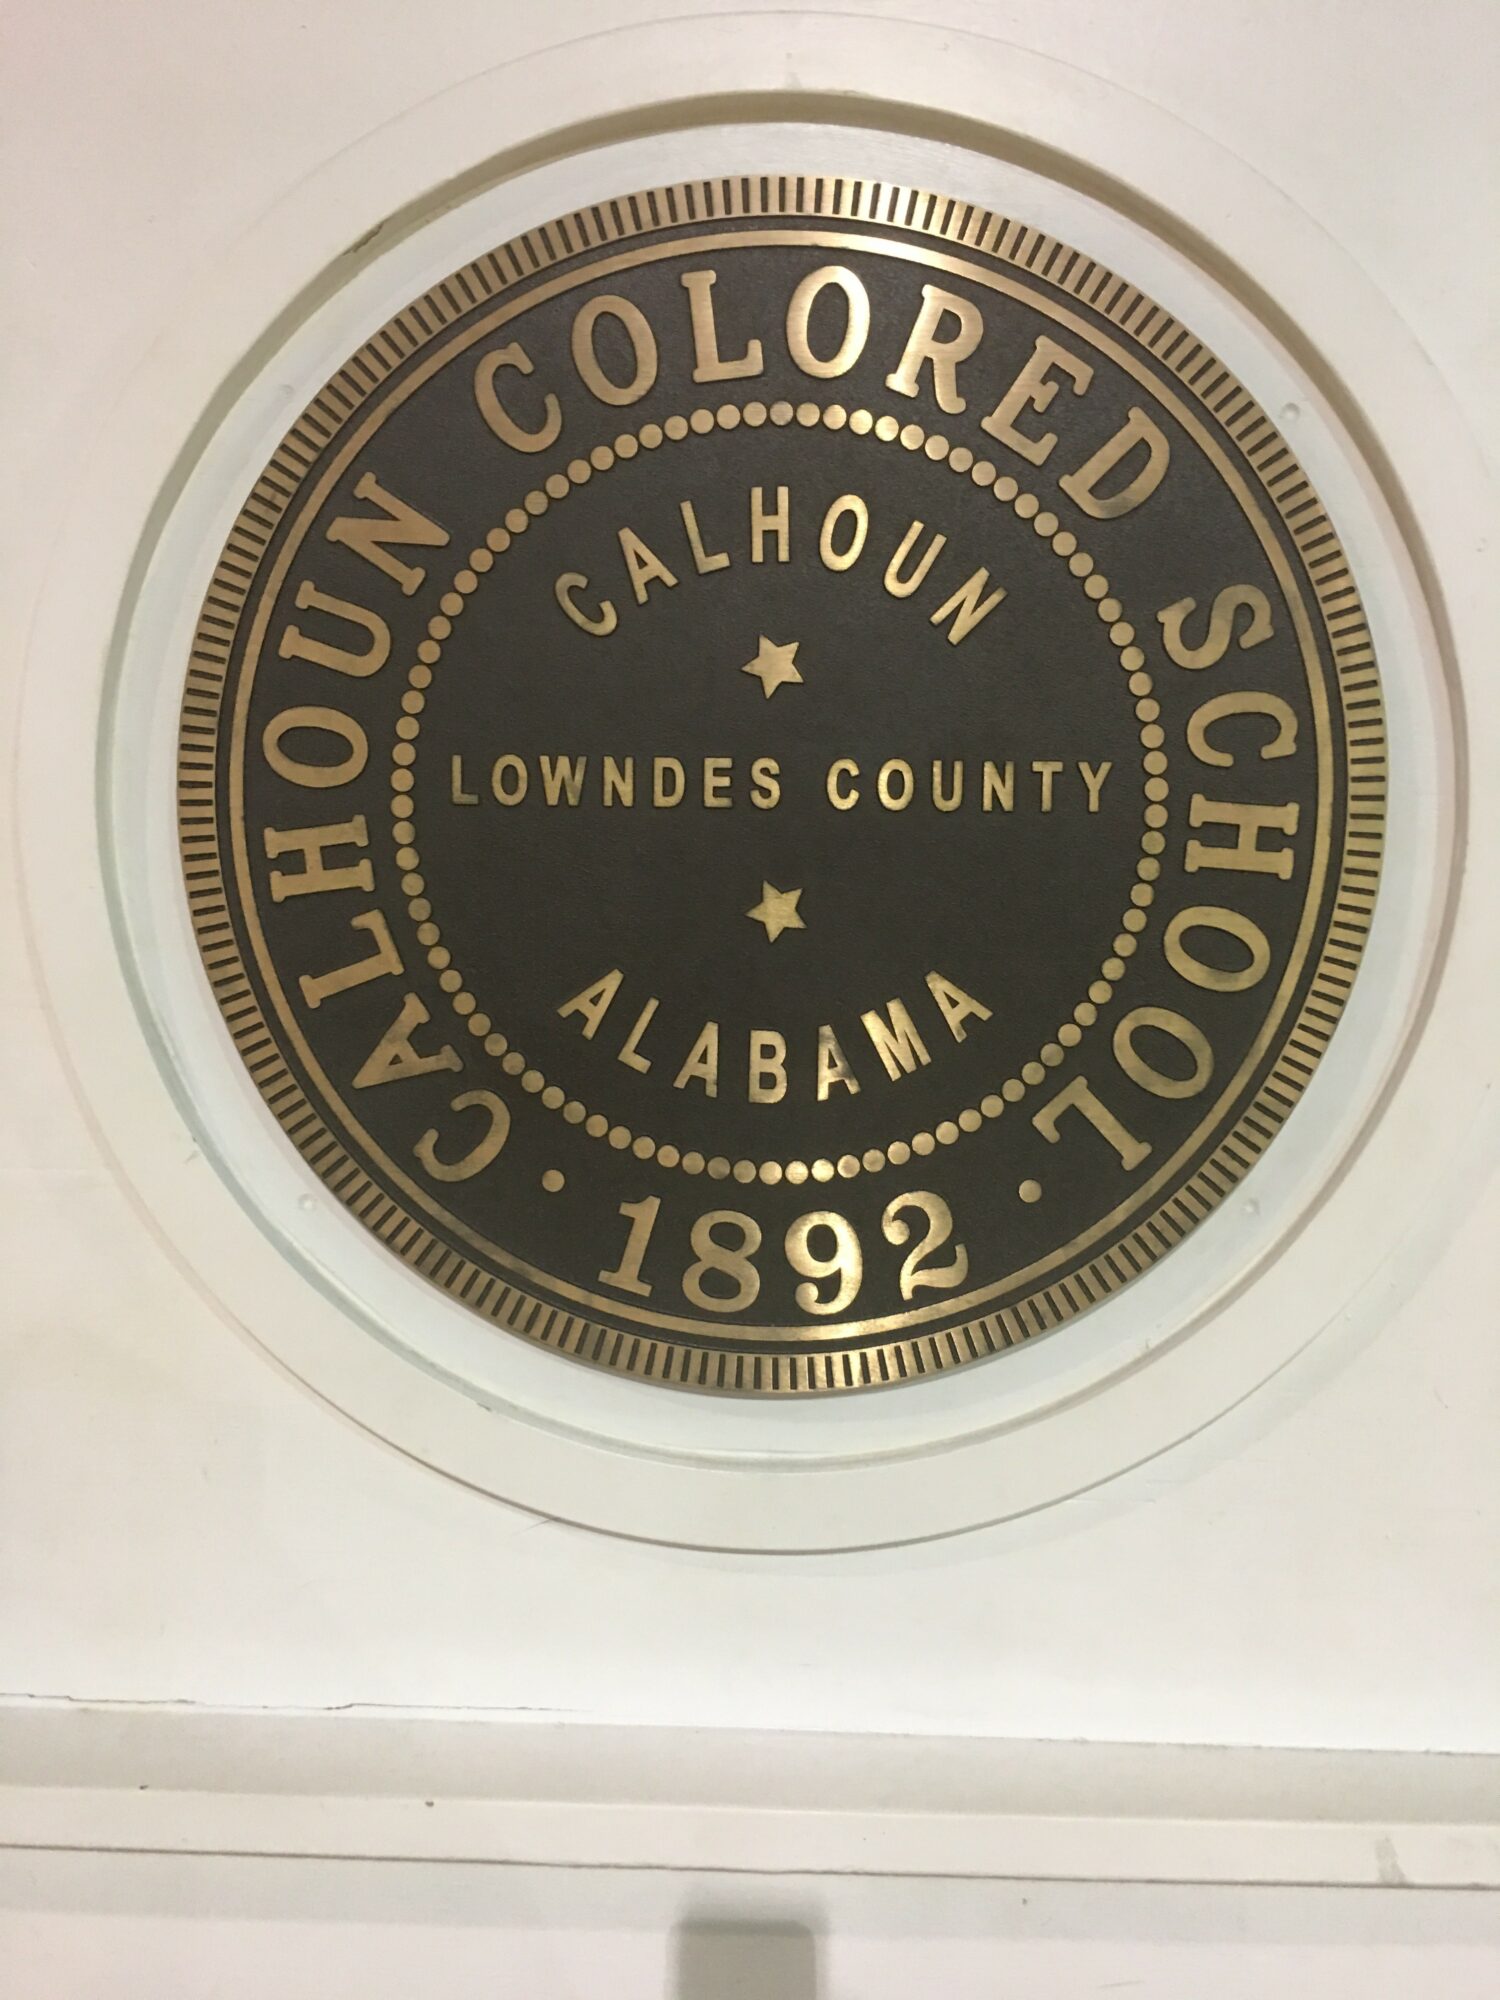 CALHOUN COLORED SCHOOL
CALHOUN
LOWNDES COUNTY
ALABAMA
· 1892 ·